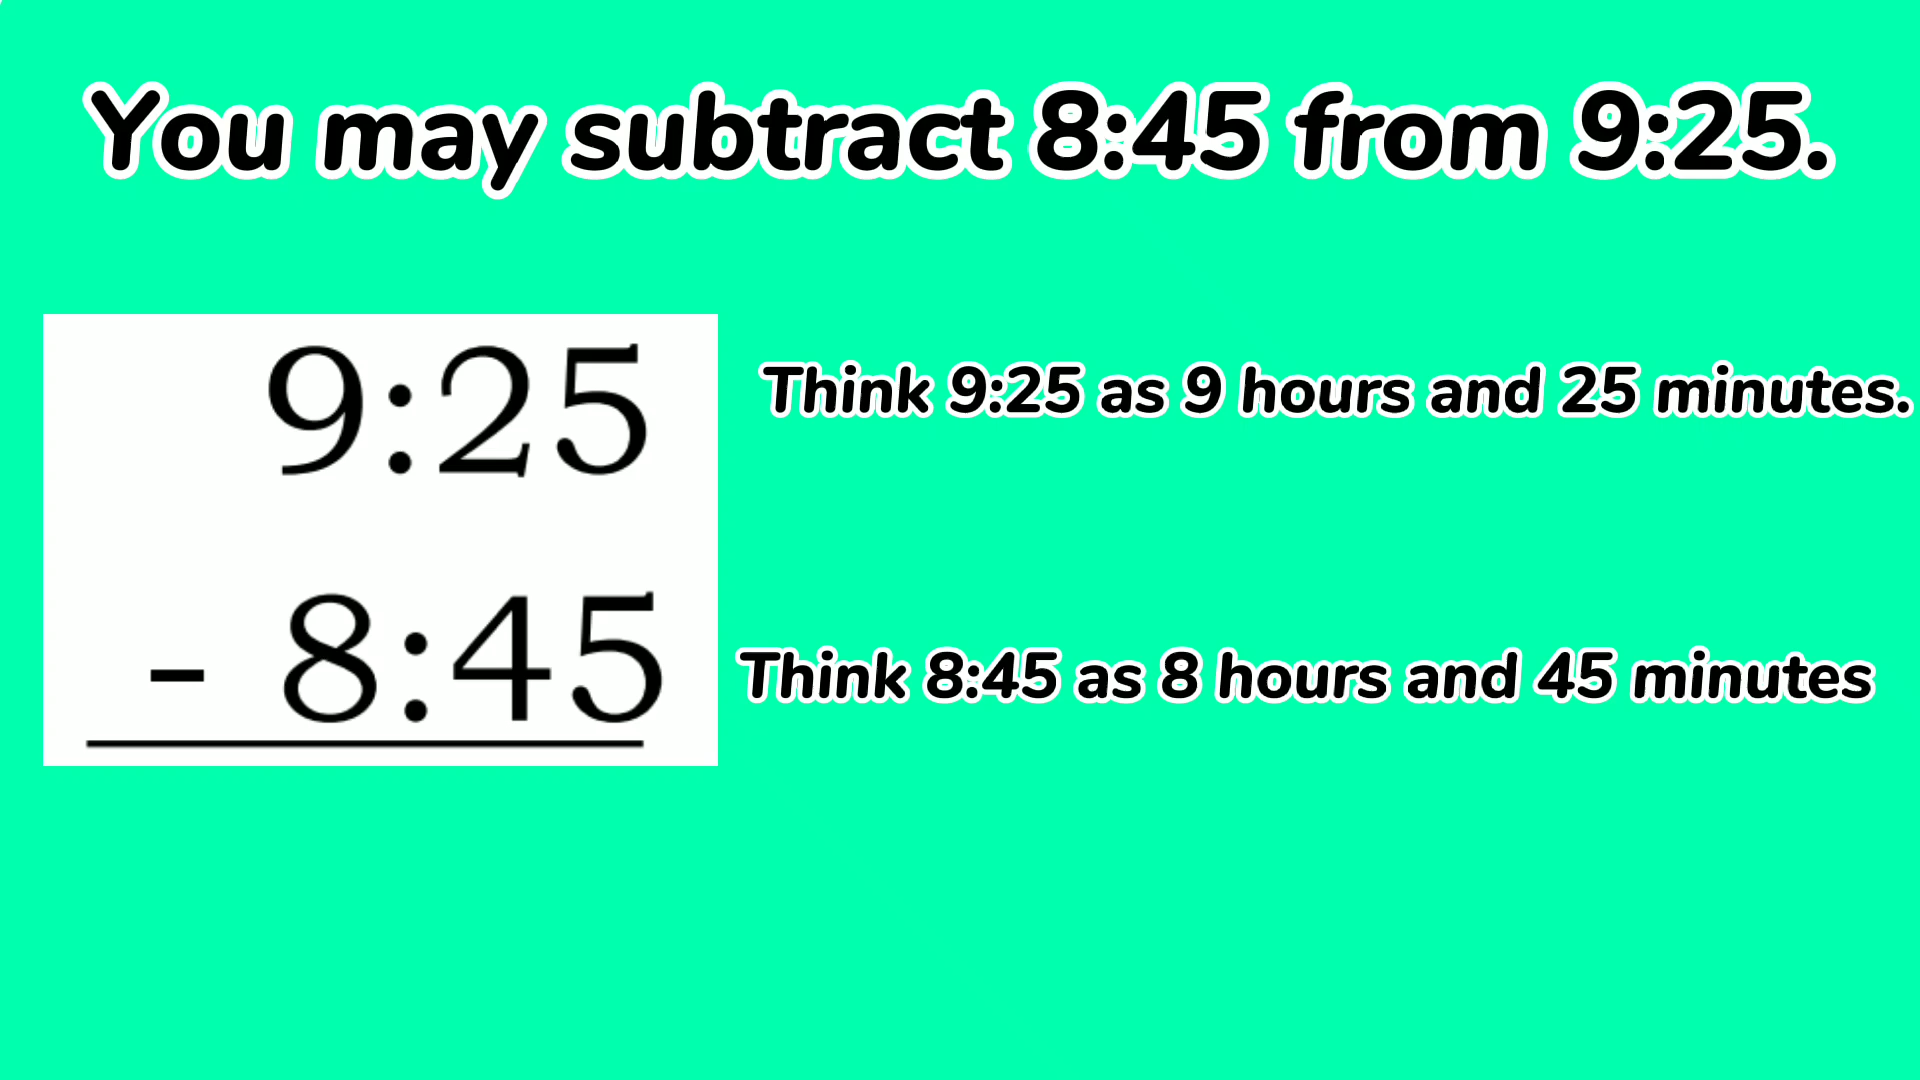 You may subtract 8:45 from 9:25.
9:25
Think 9:25 as 9 hours and 25 minutes.
- 8:45
Think 8:45 as 8 hours and 45 minutes